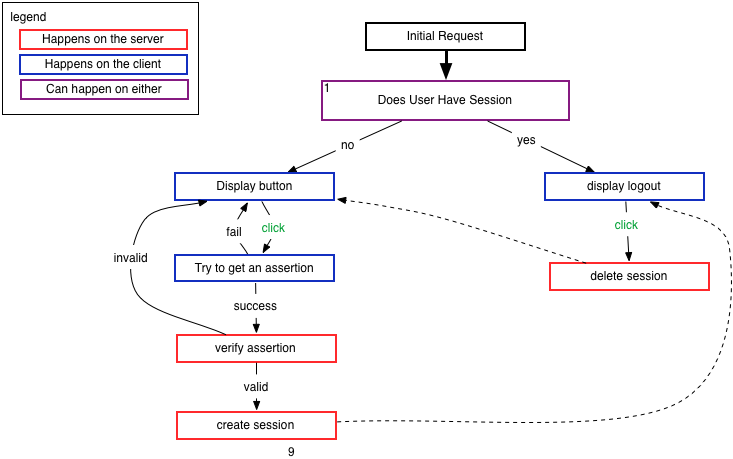 legend
Happens on the server
Happens on the client
Can happen on either
Initial Request
1
Does User Have Session
no
yes
Display button
display logout
fail
click
click
invalid
Try to get an assertion
delete session
success
verify assertion
valid
create session
9